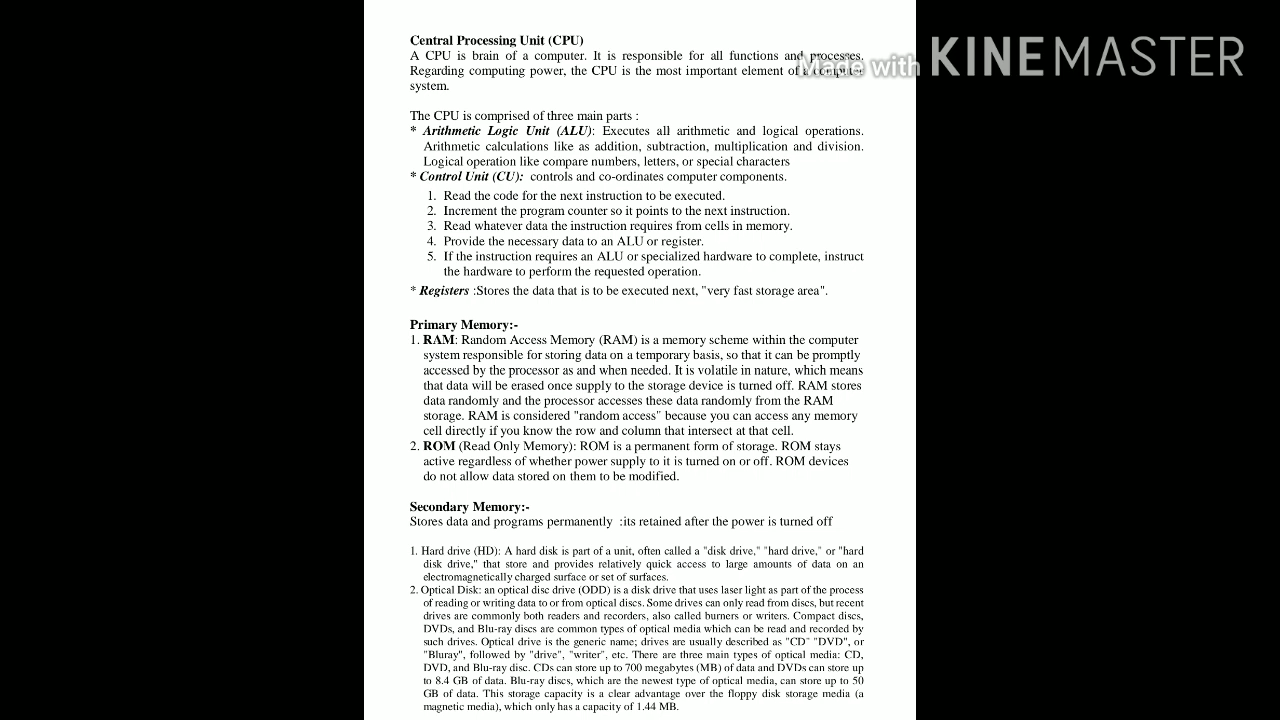 Central Processing Unit (CPU)
A CPU is brain of a computer. It is responsible for all functions and processes.
Regarding computing power, the CPU is the most important element of a computer
system.
Made with KINEMASTER
The CPU is comprised of three main parts :
* Arithmetic Logic Unit (ALU): Executes all arithmetic and logical operations.
Arithmetic calculations like as addition, subtraction, multiplication and division.
Logical operation like compare numbers, letters, or special characters
* Control Unit (CU): controls and co-ordinates computer components.
1. Read the code for the next instruction to be executed.
2. Increment the program counter so it points to the next instruction.
3. Read whatever data the instruction requires from cells in memory.
4. Provide the necessary data to an ALU or register.
5. If the instruction requires an ALU or specialized hardware to complete, instruct
the hardware to perform the requested operation.
* Registers :Stores the data that is to be executed next, "very fast storage area".
Primary Memory:-
1. RAM: Random Access Memory (RAM) is a memory scheme within the computer
system responsible for storing data on a temporary basis, so that it can be promptly
accessed by the processor as and when needed. It is volatile in nature, which means
that data will be erased once supply to the storage device is turned off. RAM stores
data randomly and the processor accesses these data randomly from the RAM
storage. RAM is considered "random access" because you can access any memory
cell directly if you know the row and column that intersect at that cell.
2. ROM (Read Only Memory): ROM is a permanent form of storage. ROM stays
active regardless of whether power supply to it is turned on or off. ROM devices
do not allow data stored on them to be modified.
Secondary Memory:-
Stores data and programs permanently :its retained after the power is turned off
1. Hard drive (HD): A hard disk is part of a unit, often called a "disk drive," "hard drive," or "hard
disk drive," that store and provides relatively quick access to large amounts of data on an
electromagnetically charged surface or set of surfaces.
2. Optical Disk: an optical disc drive (ODD) is a disk drive that uses laser light as part of the process
of reading or writing data to or from optical discs. Some drives can only read from discs, but recent
drives are commonly both readers and recorders, also called burners or writers. Compact discs,
DVDs, and Blu-ray discs are common types of optical media which can be read and recorded by
such drives. Optical drive is the generic name; drives are usually described as "CD" "DVD", or
"Bluray", followed by "drive", "writer", etc. There are three main types of optical media: CD,
DVD, and Blu-ray disc. CDs can store up to 700 megabytes (MB) of data and DVDs can store up
to 8.4 GB of data. Blu-ray discs, which are the newest type of optical media, can store up to 50
GB of data. This storage capacity is a clear advantage over the floppy disk storage media (a
magnetic media), which only has a capacity of 1.44 MB.